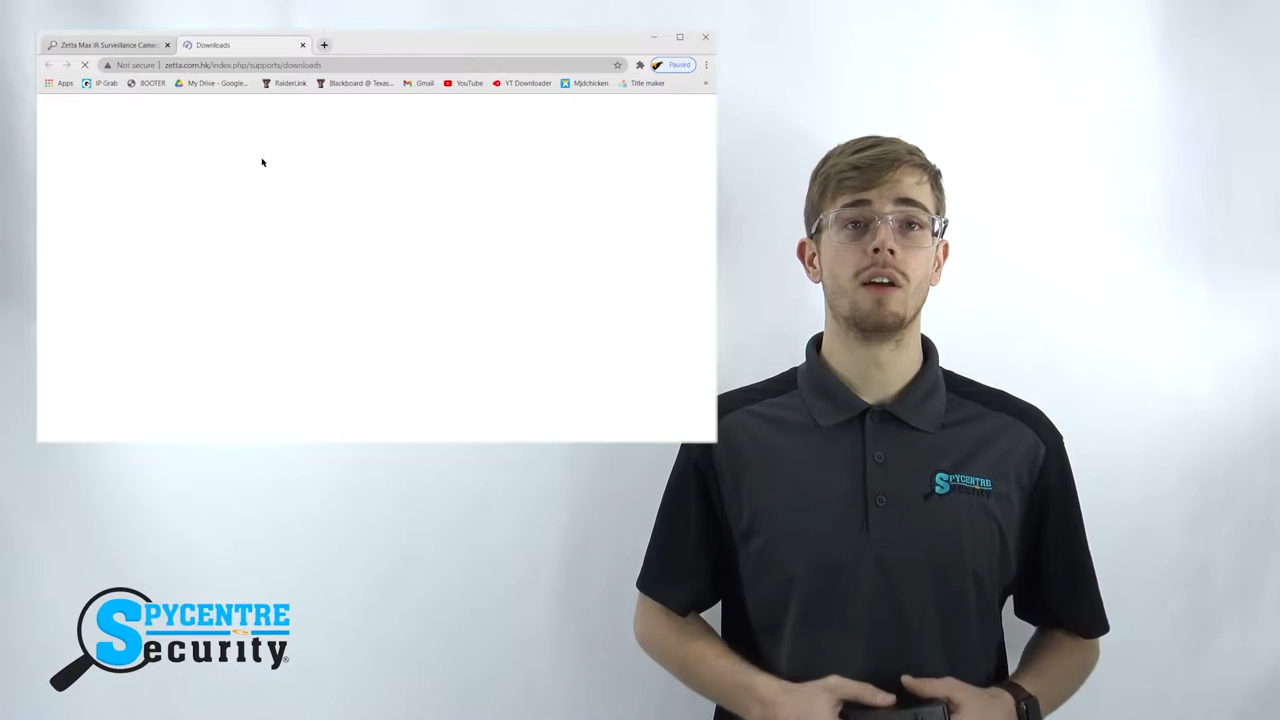 Zetta Max IR Surveillance Came
Downloads
Not secure | zetta.com.hk/index.php/supports/downloads
Paused
Apps IP Grab BOOTER My Drive - Google... RaiderLink Blackboard @ Texas... Gmail YouTube YT Downloader Mjdchicken Title maker »
SPYCENTRE
Security
SPYCENTRE
Security®